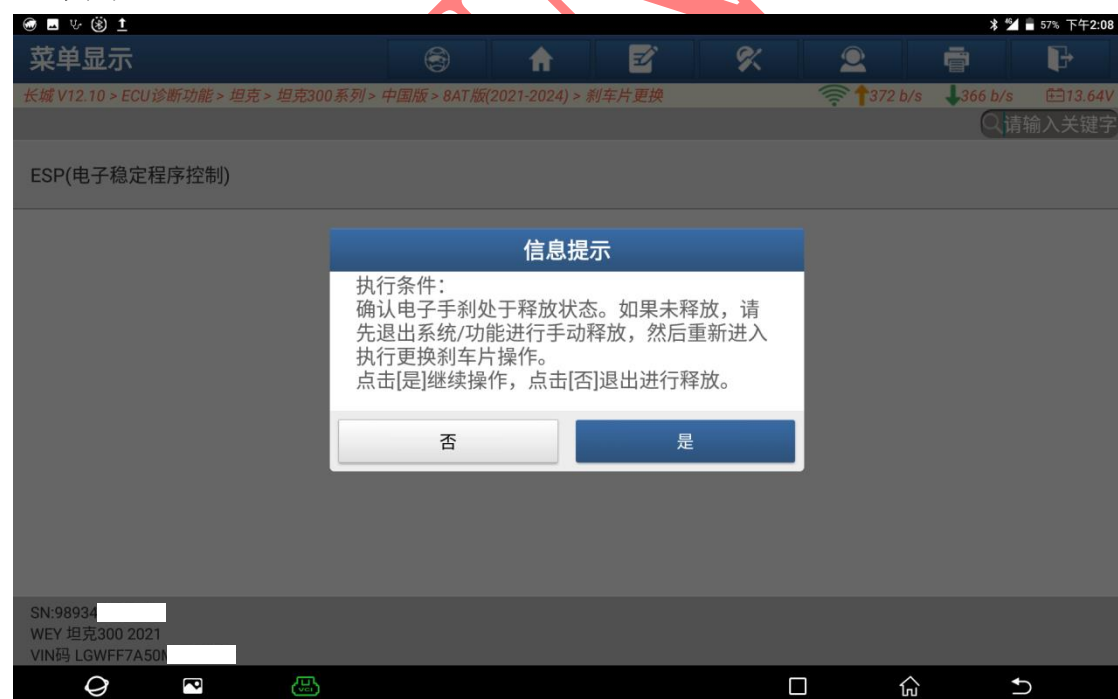 46 57% 下午2:08
菜单显示
长城 V12.10 > ECU诊断功能 > 坦克 > 坦克300系列 > 中国版 > 8AT版(2021-2024) > 刹车片更换
372 b/s 366 b/s 13.64V
请输入关键字
ESP(电子稳定程序控制)
信息提示
执行条件：
确认电子手刹处于释放状态。如果未释放，请
先退出系统/功能进行手动释放，然后重新进入
执行更换刹车片操作。
点击[是]继续操作，点击[否]退出进行释放。
否 是
SN:98934
WEY 坦克300 2021
VIN码 LGWFF7A50
VCI